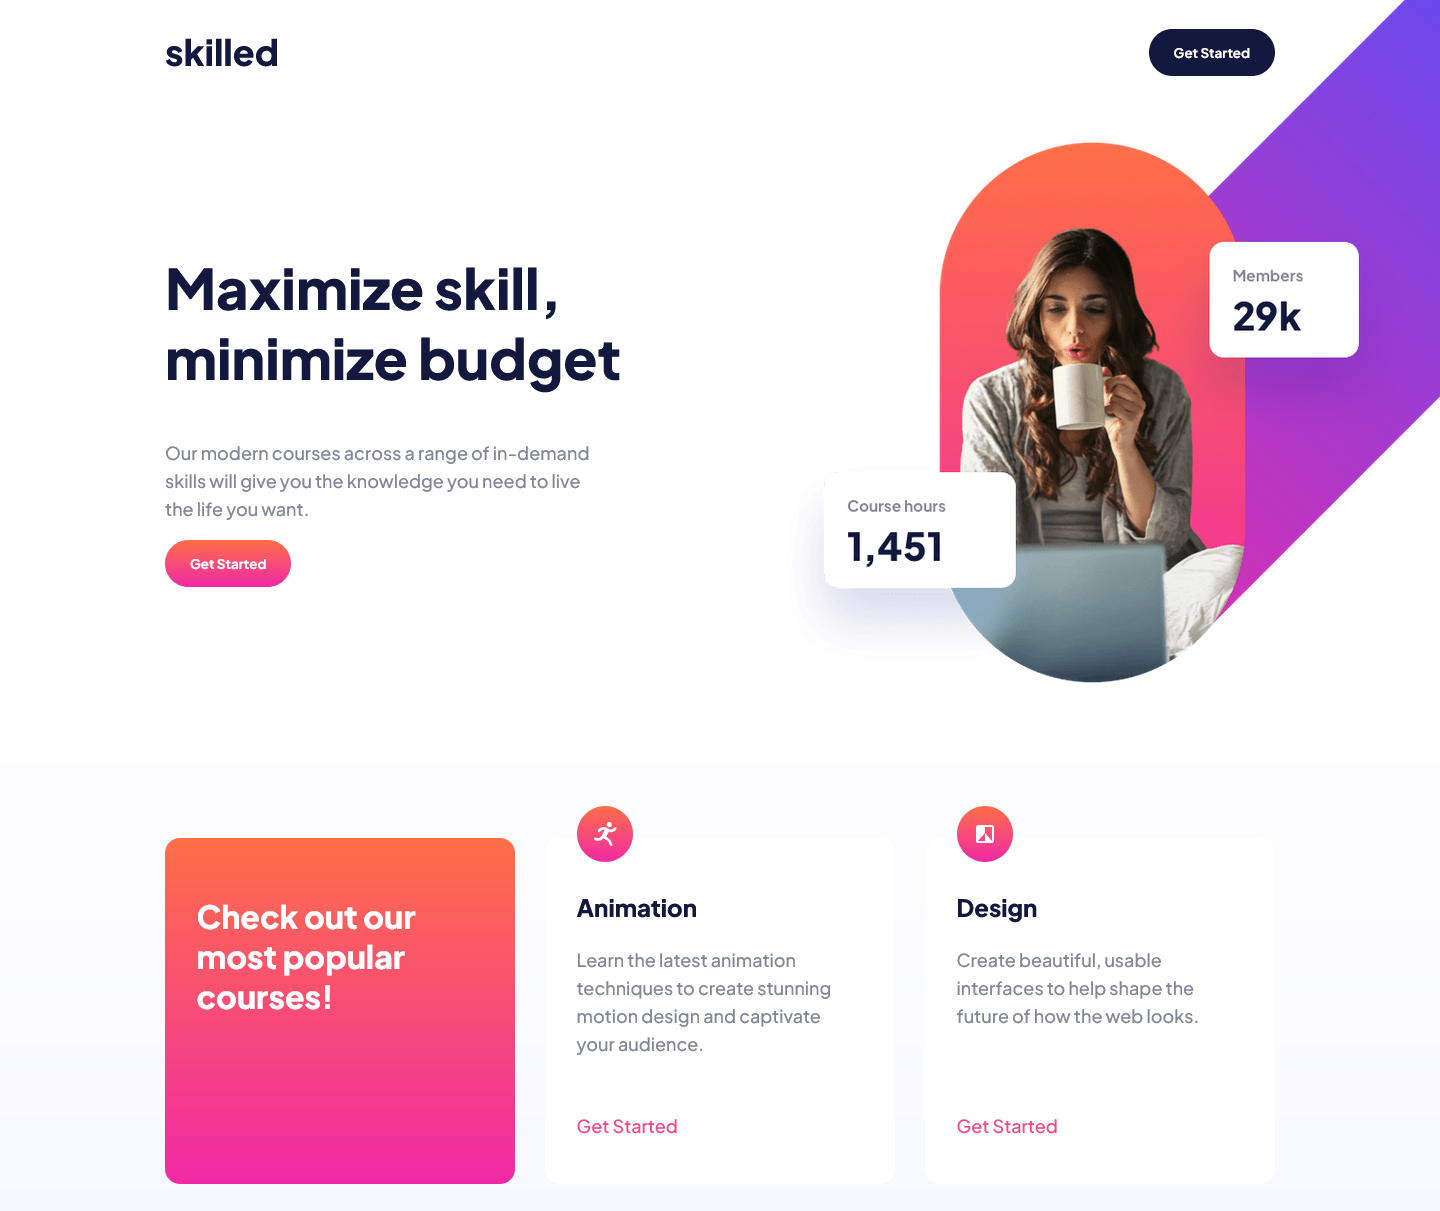 skilled
Get Started
Maximize skill,
minimize budget
Our modern courses across a range of in-demand
skills will give you the knowledge you need to live
the life you want.
Get Started
Members
29k
Course hours
1,451
Check out our
most popular
courses!
Animation
Learn the latest animation
techniques to create stunning
motion design and captivate
your audience.
Get Started
Design
Create beautiful, usable
interfaces to help shape the
future of how the web looks.
Get Started